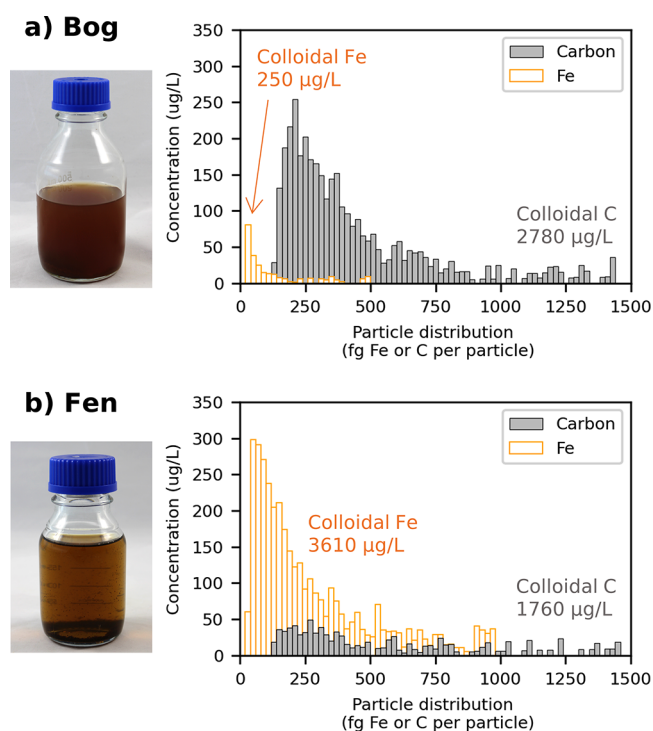 a) Bog
350
300
250
200
150
100
50
0
Concentration (ug/L)
Colloidal Fe
250 µg/L
Carbon
Fe
Colloidal C
2780 µg/L
0 250 500 750 1000 1250 1500
Particle distribution
(fg Fe or C per particle)
b) Fen
350
300
250
200
150
100
50
0
Concentration (ug/L)
Carbon
Fe
Colloidal Fe
3610 µg/L
Colloidal C
1760 µg/L
0 250 500 750 1000 1250 1500
Particle distribution
(fg Fe or C per particle)